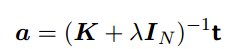 𝒂 = (𝑲 + λ𝑰_N)^{−1}𝐭